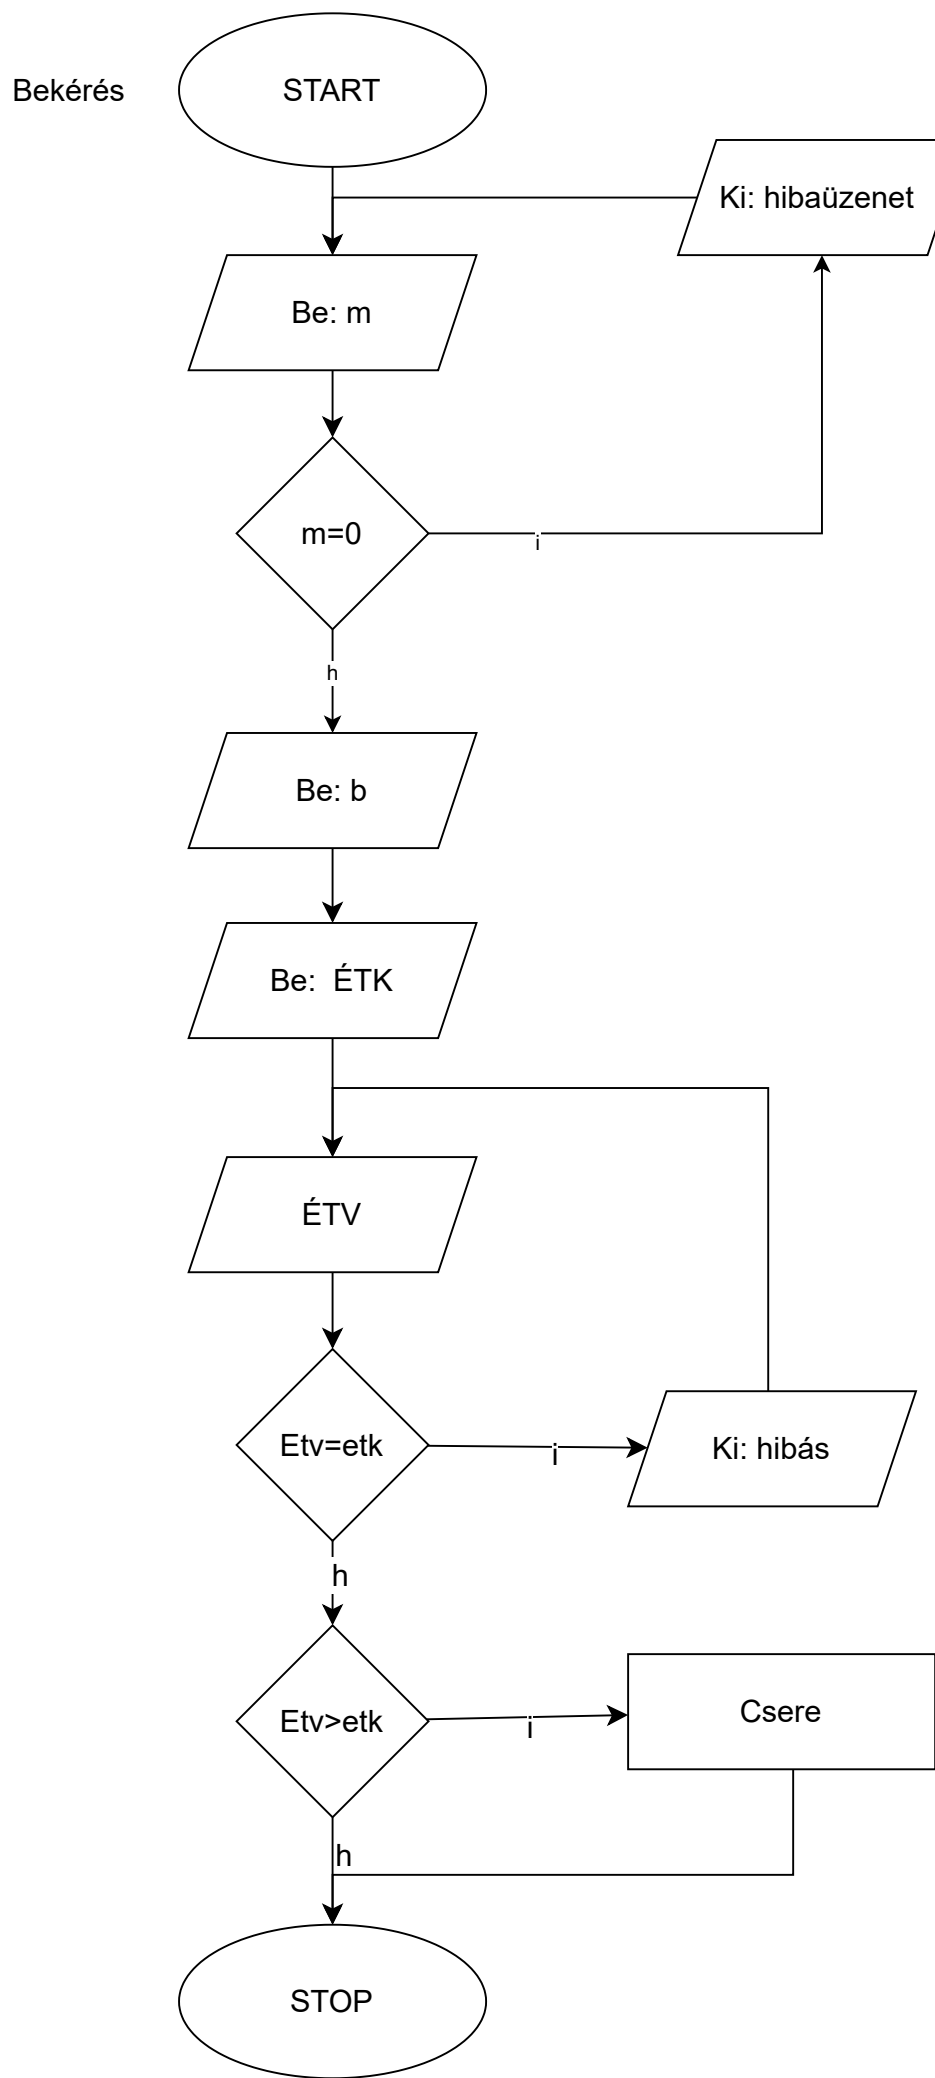 Bekérés
START
Ki: hibaüzenet
Be: m
m=0
i
h
Be: b
Be:  ÉTK
ÉTV
Etv=etk
i
Ki: hibás
h
Etv>etk
i
Csere
h
STOP